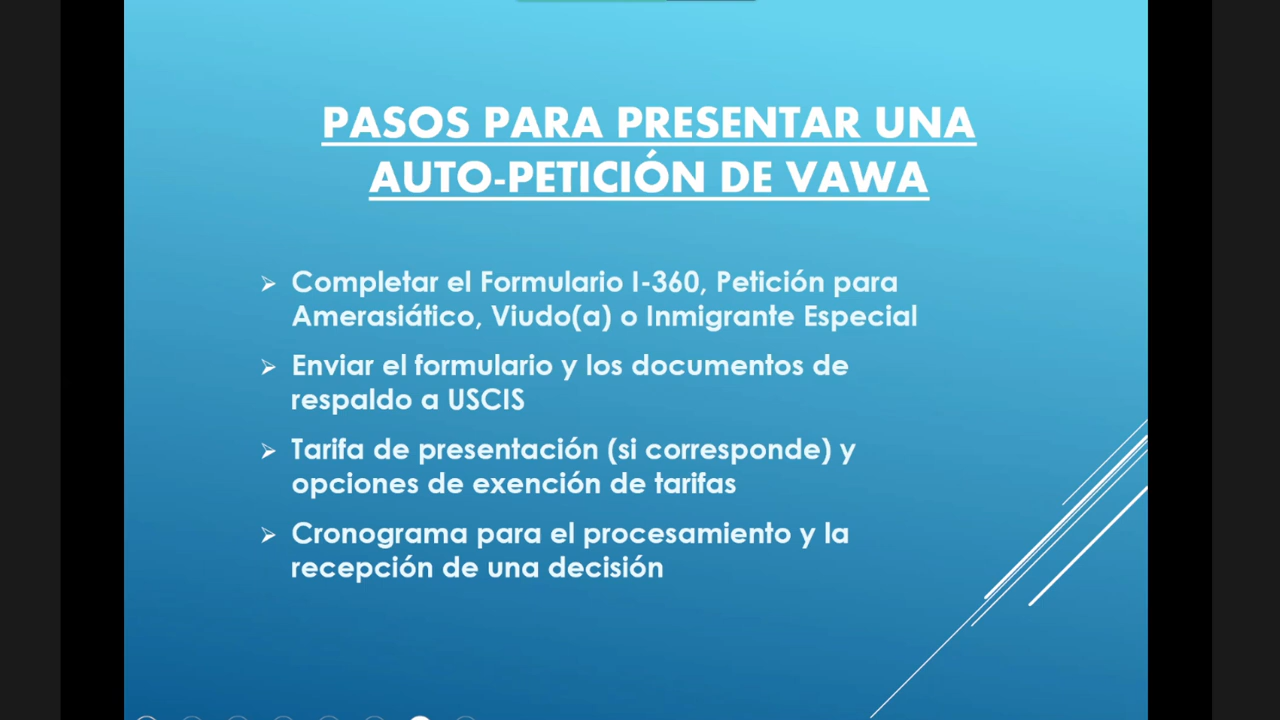 PASOS PARA PRESENTAR UNA
AUTO-PETICIÓN DE VAWA
➢ Completar el Formulario I-360, Petición para
Amerasiático, Viudo(a) o Inmigrante Especial
➢ Enviar el formulario y los documentos de
respaldo a USCIS
➢ Tarifa de presentación (si corresponde) y
opciones de exención de tarifas
➢ Cronograma para el procesamiento y la
recepción de una decisión